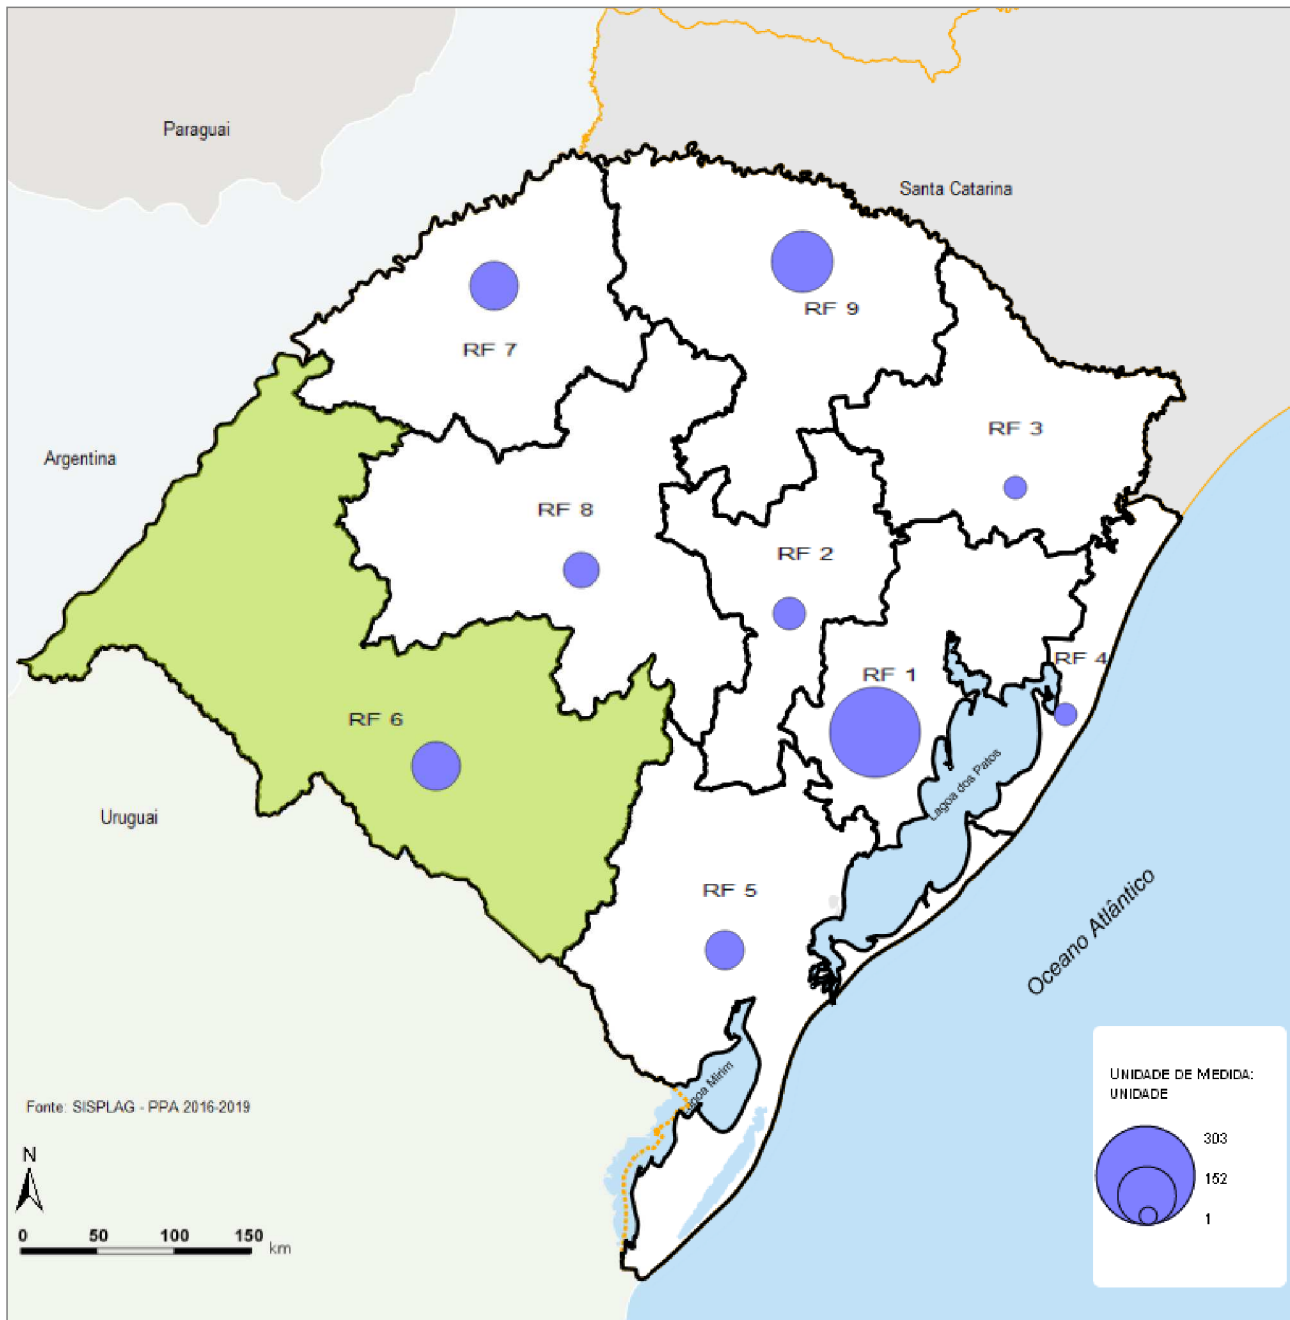 Paraguai
Santa Catarina
RF 9
RF 7
RF 3
Argentina
RF 8
RF 2
RF 4
RF 1
RF 6
Lagoa dos Patos
Uruguai
RF 5
Oceano Atlântico
Lagoa Mirim
UNIDADE DE MEDIDA:
UNIDADE
303
152
1
Fonte: SISPLAG - PPA 2016-2019
N
0 50 100 150
km